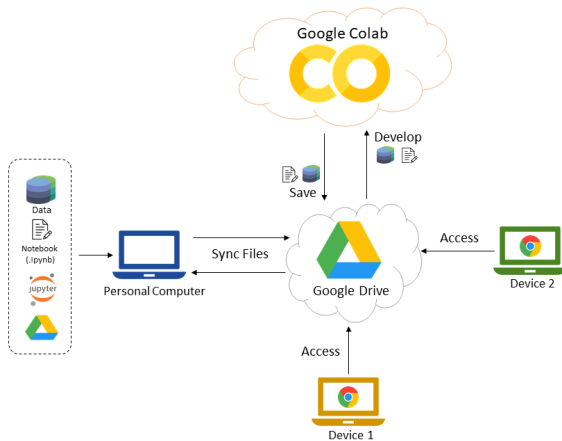 Google Colab
Develop
Save
Data
Notebook
(.ipynb)
jupyter
Personal Computer
Sync Files
Google Drive
Access
Device 2
Access
Device 1